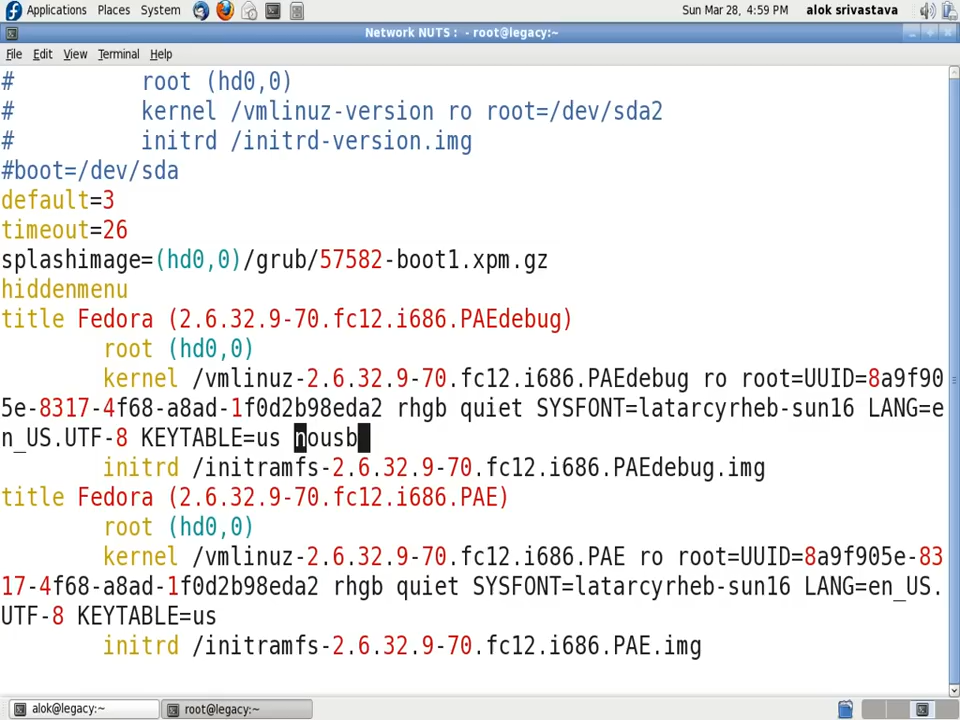 Applications Places System Sun Mar 28, 4:59 PM alok srivastava
Network NUTS : - root@legacy:~
File Edit View Terminal Help
# root (hd0,0)
# kernel /vmlinuz-version ro root=/dev/sda2
# initrd /initrd-version.img
#boot=/dev/sda
default=3
timeout=26
splashimage=(hd0,0)/grub/57582-boot1.xpm.gz
hiddenmenu
title Fedora (2.6.32.9-70.fc12.i686.PAEdebug)
root (hd0,0)
kernel /vmlinuz-2.6.32.9-70.fc12.i686.PAEdebug ro root=UUID=8a9f90
5e-8317-4f68-a8ad-1f0d2b98eda2 rhgb quiet SYSFONT=latarcyrheb-sun16 LANG=e
n_US.UTF-8 KEYTABLE=us nousb
initrd /initramfs-2.6.32.9-70.fc12.i686.PAEdebug.img
title Fedora (2.6.32.9-70.fc12.i686.PAE)
root (hd0,0)
kernel /vmlinuz-2.6.32.9-70.fc12.i686.PAE ro root=UUID=8a9f905e-83
17-4f68-a8ad-1f0d2b98eda2 rhgb quiet SYSFONT=latarcyrheb-sun16 LANG=en_US.
UTF-8 KEYTABLE=us
initrd /initramfs-2.6.32.9-70.fc12.i686.PAE.img
alok@legacy:~ root@legacy:~